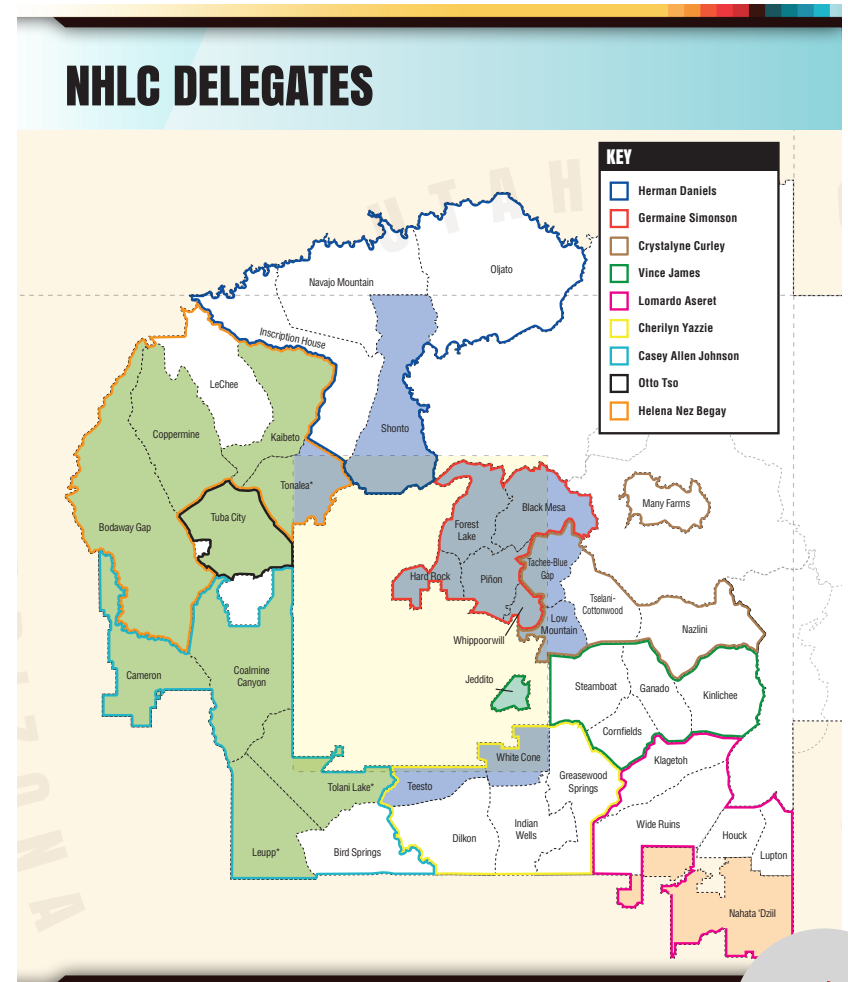 NHLC DELEGATES
KEY
Herman Daniels
Germaine Simonson
Crystalyne Curley
Vince James
Lomardo Aseret
Cherilyn Yazzie
Casey Allen Johnson
Otto Tso
Helena Nez Begay
UTAH
Navajo Mountain
Oljato
Inscription House
LeChee
Coppermine
Kaibeto
Shonto
Tonalea*
Tuba City
Bodaway Gap
Many Farms
Black Mesa
Forest
Lake
Hard Rock
Piñon
Tachee-Blue
Gap
Tselani-
Cottonwood
Low
Mountain
Nazlini
Whippoorwill
Cameron
Coalmine
Canyon
Jeddito
Steamboat
Ganado
Kinlichee
Cornfields
White Cone
Klagetoh
Greasewood
Springs
Tolani Lake*
Teesto
Wide Ruins
Indian
Wells
Dilkon
Houck
Lupton
Leupp*
Bird Springs
Nahata 'Dziil
ARIZONA